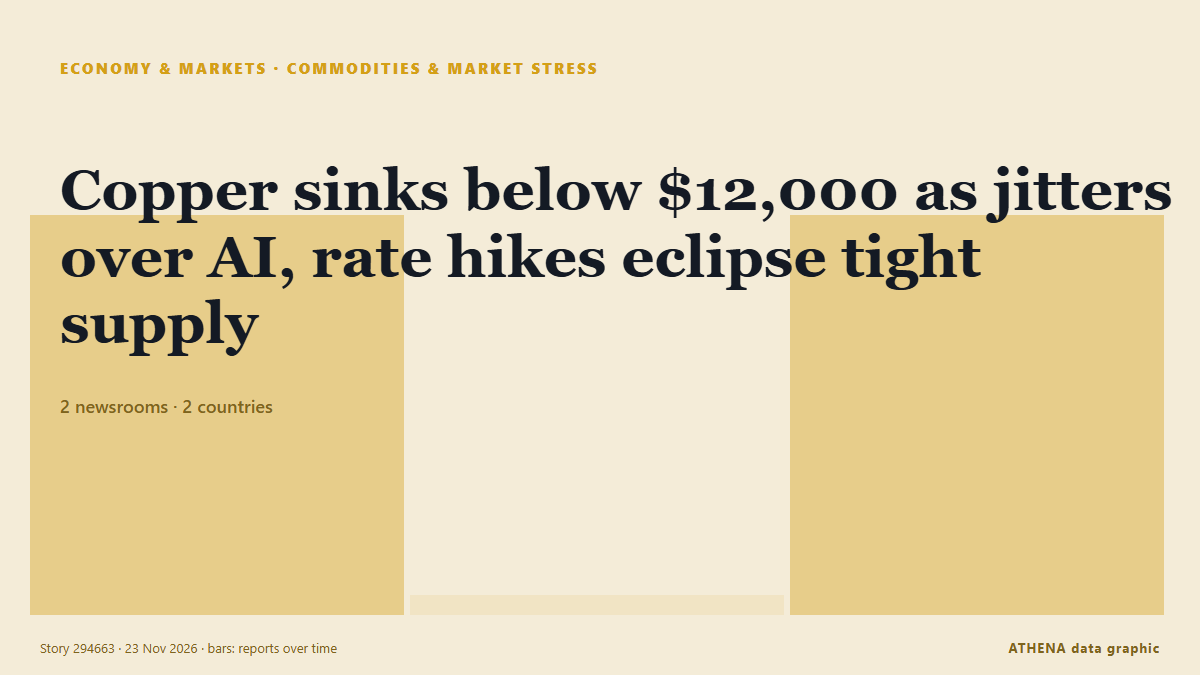 ECONOMY & MARKETS · COMMODITIES & MARKET STRESS
Copper sinks below $12,000 as jitters
over AI, rate hikes eclipse tight
supply
2 newsrooms · 2 countries
Story 294663 · 23 Nov 2026 · bars: reports over time
ATHENA data graphic